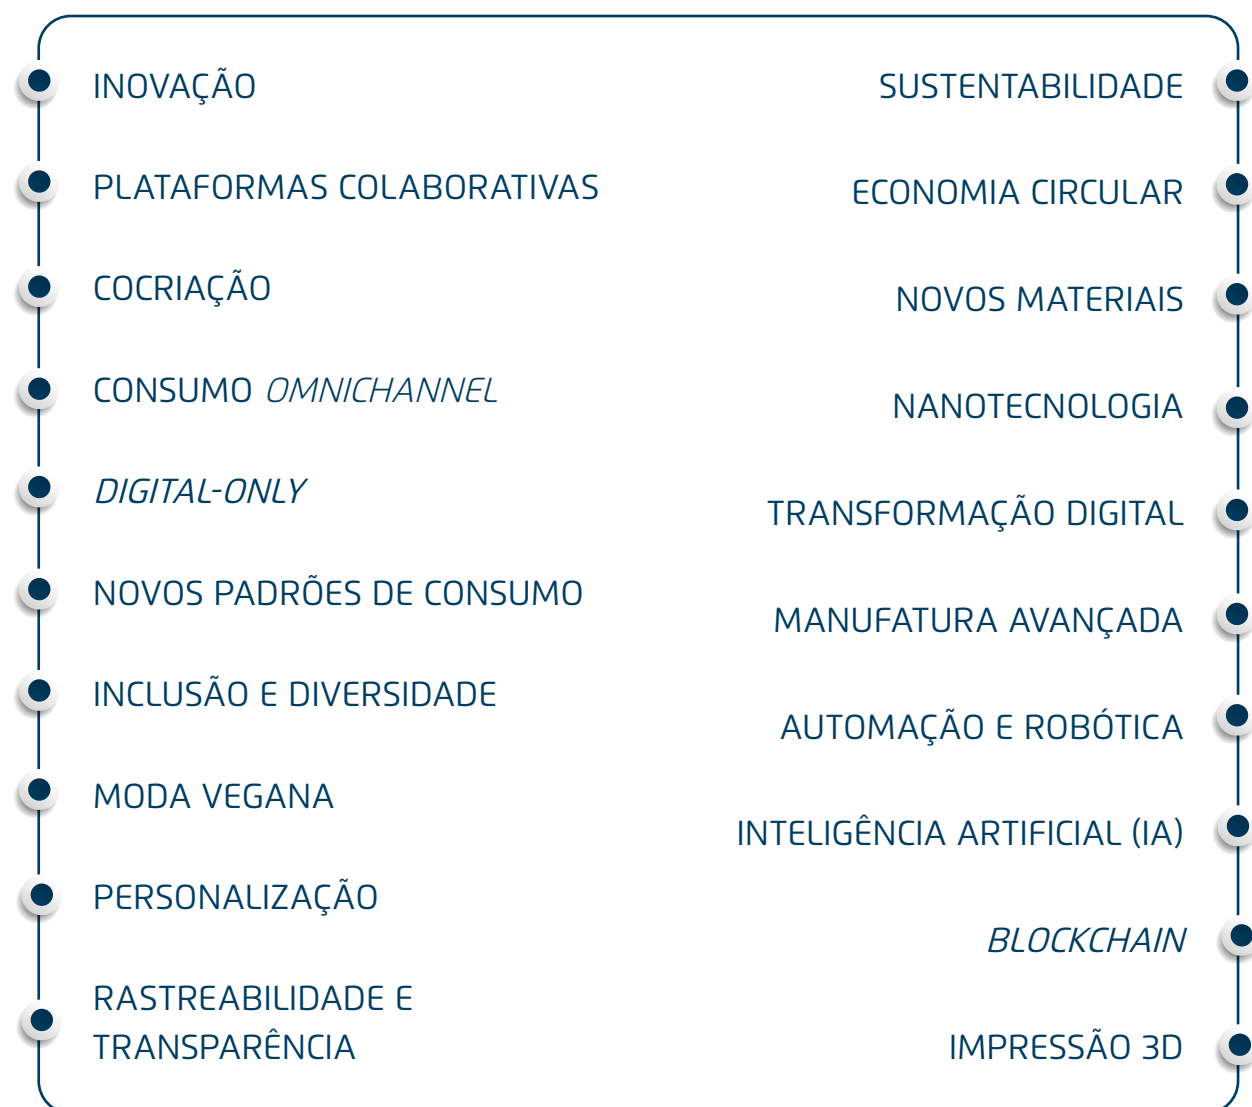 INOVAÇÃO
PLATAFORMAS COLABORATIVAS
COCRIAÇÃO
CONSUMO OMNICHANNEL
DIGITAL-ONLY
NOVOS PADRÕES DE CONSUMO
INCLUSÃO E DIVERSIDADE
MODA VEGANA
PERSONALIZAÇÃO
RASTREABILIDADE E
TRANSPARÊNCIA
SUSTENTABILIDADE
ECONOMIA CIRCULAR
NOVOS MATERIAIS
NANOTECNOLOGIA
TRANSFORMAÇÃO DIGITAL
MANUFATURA AVANÇADA
AUTOMAÇÃO E ROBÓTICA
INTELIGÊNCIA ARTIFICIAL (IA)
BLOCKCHAIN
IMPRESSÃO 3D